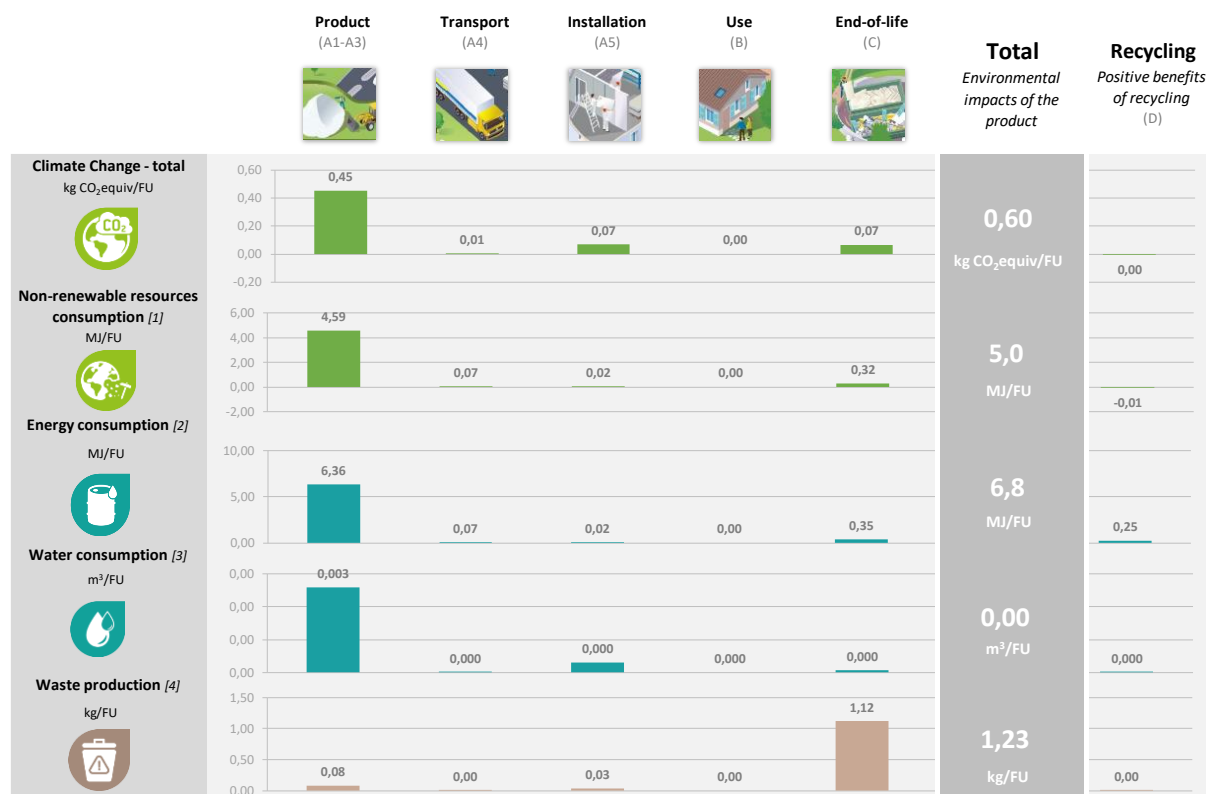 Product
(A1-A3)
Transport
(A4)
Installation
(A5)
Use
(B)
End-of-life
(C)
Total
Environmental
impacts of the
product
Recycling
Positive benefits
of recycling
(D)
Climate Change - total
kg CO₂equiv/FU
CO₂
0,60
0,40
0,20
0,00
-0,20
0,45
0,01
0,07
0,00
0,07
0,60
kg CO₂equiv/FU
0,00
Non-renewable resources
consumption [1]
MJ/FU
6,00
4,00
2,00
0,00
-2,00
4,59
0,07
0,02
0,00
0,32
5,0
MJ/FU
-0,01
Energy consumption [2]
MJ/FU
10,00
5,00
0,00
6,36
0,07
0,02
0,00
0,35
6,8
MJ/FU
0,25
Water consumption [3]
m³/FU
0,00
0,00
0,00
0,00
0,003
0,000
0,000
0,000
0,000
0,00
m³/FU
0,000
Waste production [4]
kg/FU
1,50
1,00
0,50
0,00
0,08
0,00
0,03
0,00
1,12
1,23
kg/FU
0,00